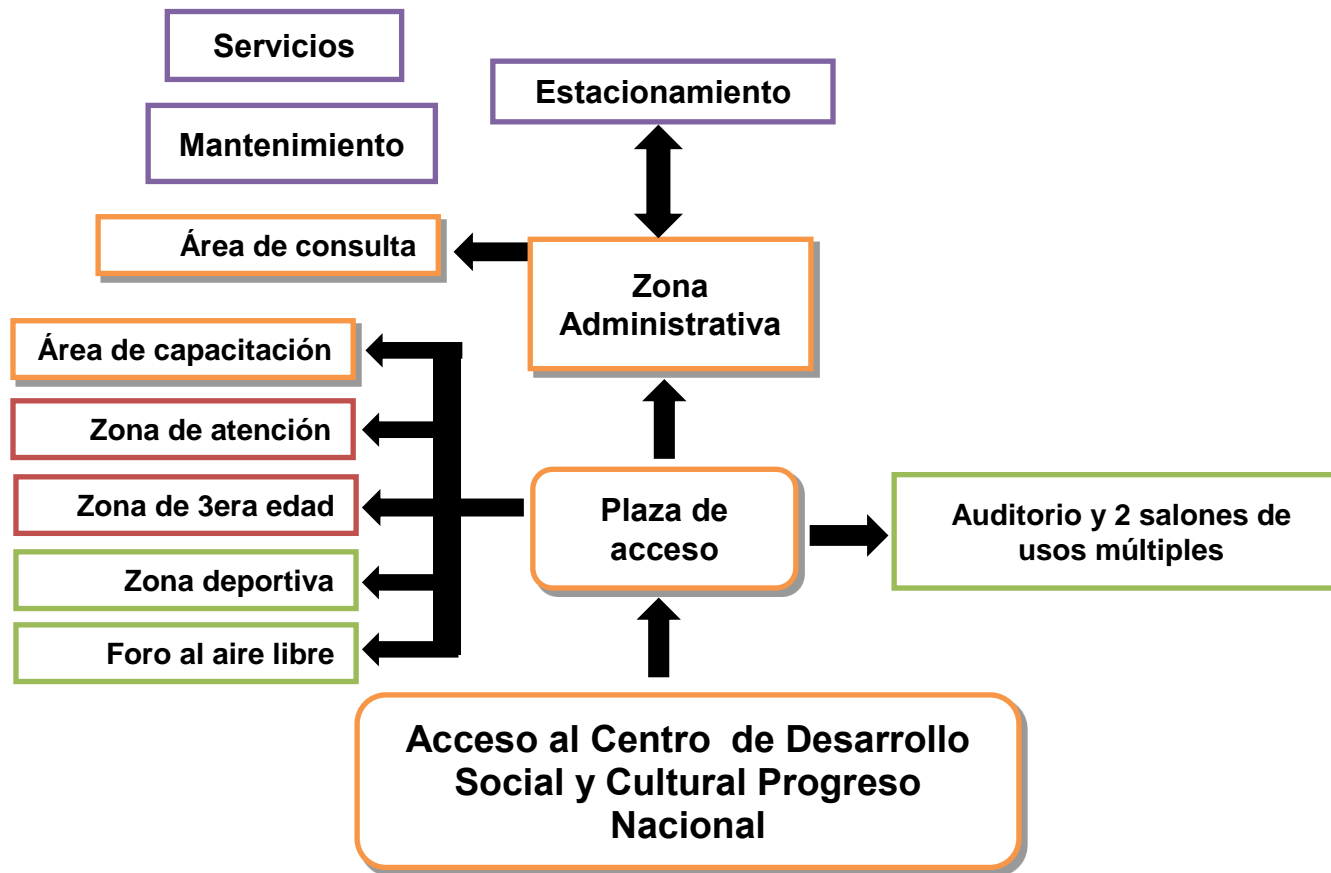 Servicios
Estacionamiento
Mantenimiento
Área de consulta
Zona
Administrativa
Área de capacitación
Zona de atención
Zona de 3era edad
Zona deportiva
Foro al aire libre
Plaza de
acceso
Auditorio y 2 salones de
usos múltiples
Acceso al Centro de Desarrollo
Social y Cultural Progreso
Nacional